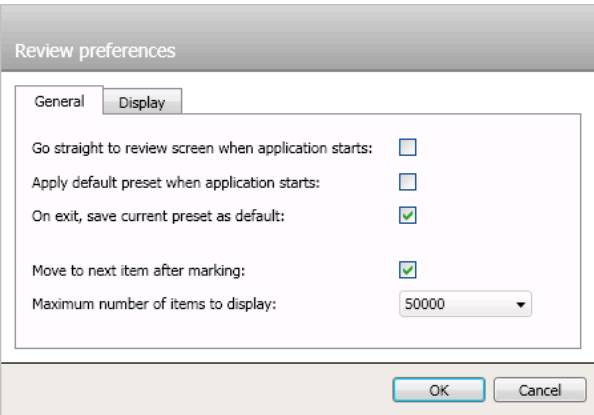 Review preferences
General Display
Go straight to review screen when application starts:
Apply default preset when application starts:
On exit, save current preset as default:
Move to next item after marking:
Maximum number of items to display: 50000
OK Cancel